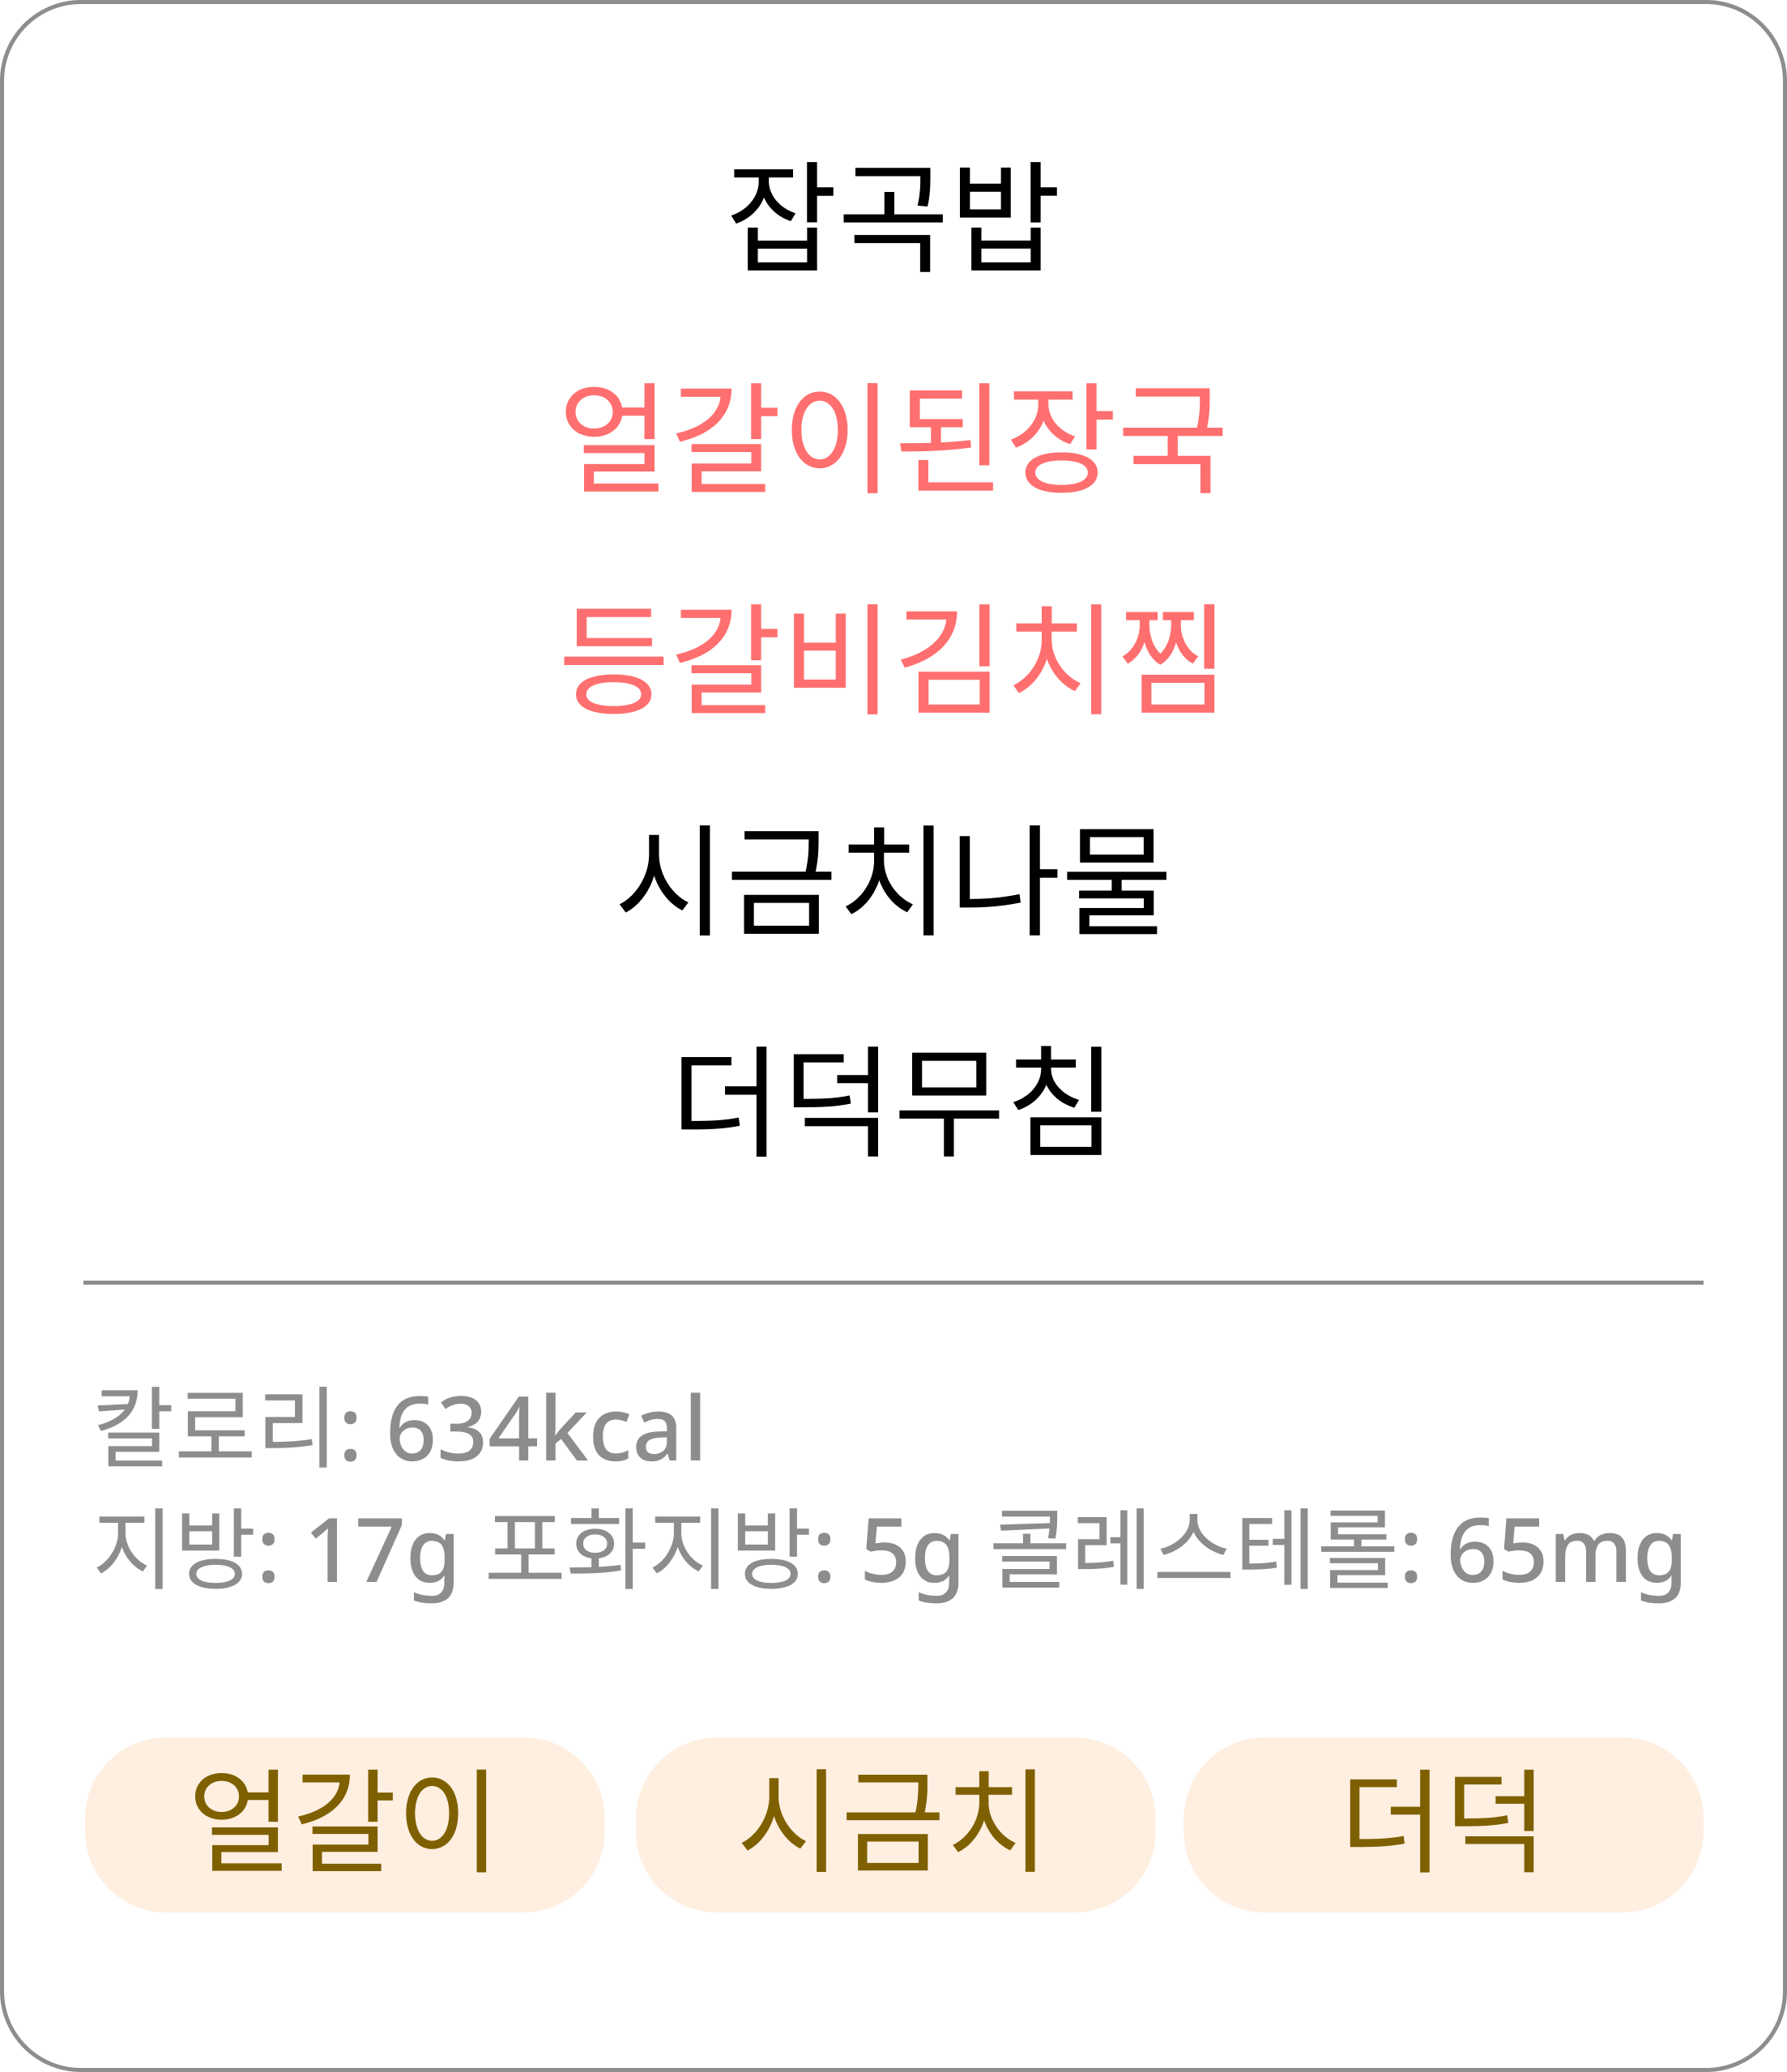 잡곡밥
얼갈이된장국
등갈비김치찜
시금치나물
더덕무침
칼로리: 634kcal
지방: 17g 포화지방: 5g 콜레스테롤: 65mg
얼갈이 시금치 더덕